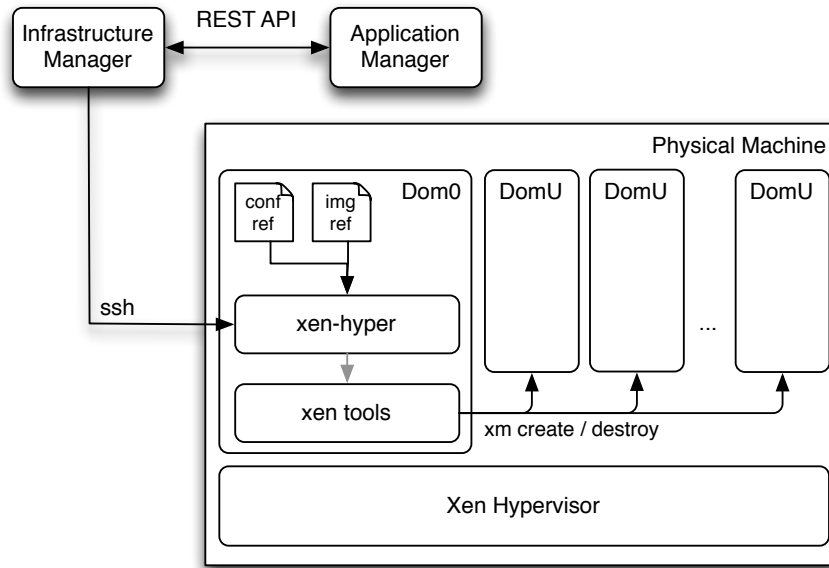 Infrastructure
Manager
REST API
Application
Manager
Physical Machine
conf
ref
img
ref
Dom0
DomU
DomU
DomU
ssh
xen-hyper
...
xen tools
xm create / destroy
Xen Hypervisor